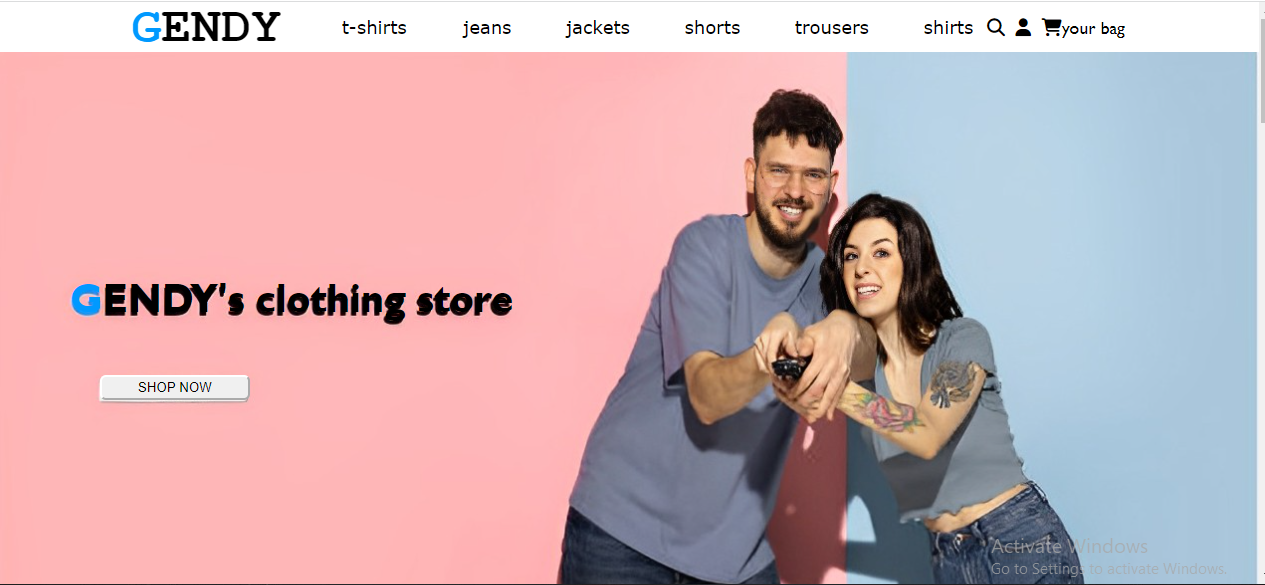 GENDY t-shirts jeans jackets shorts trousers shirts your bag
GENDY's clothing store
SHOP NOW
Activate Windows
Go to Settings to activate Windows.